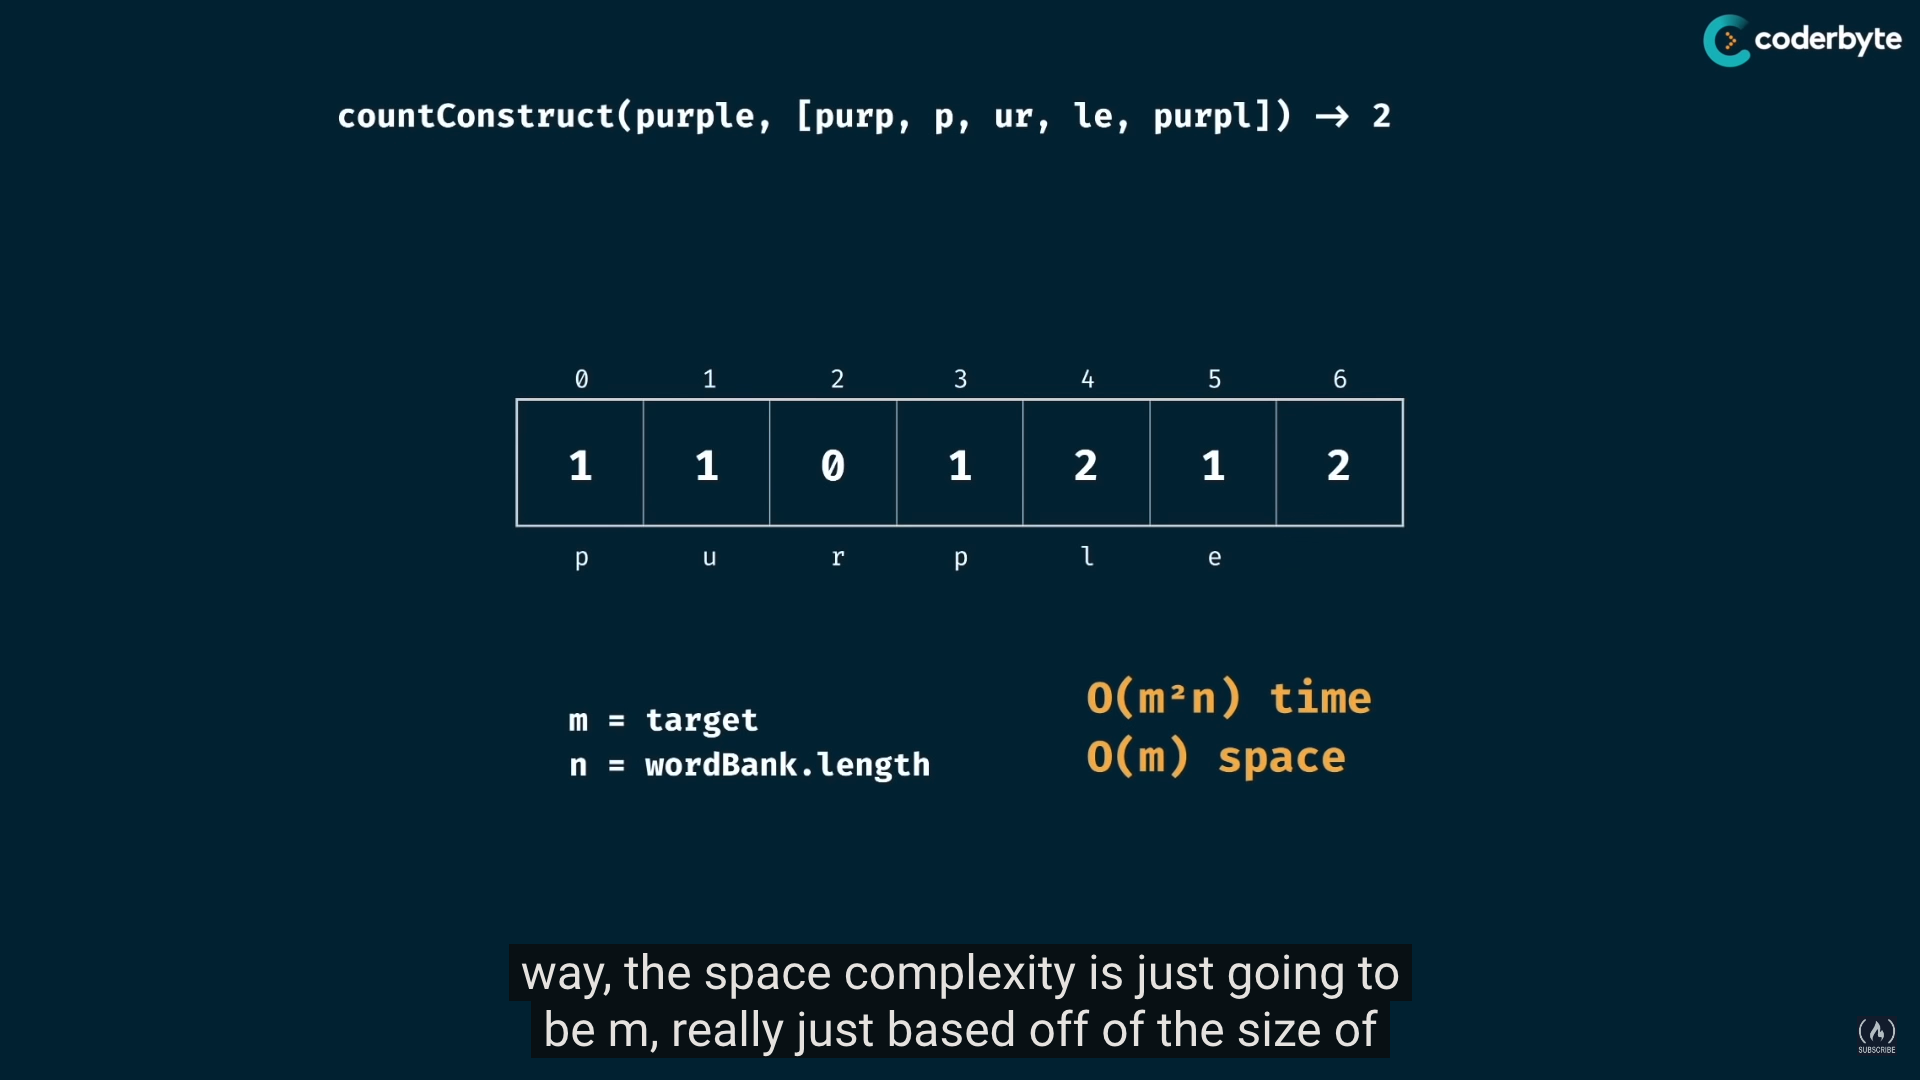 coderbyte
countConstruct(purple, [purp, p, ur, le, purpl]) → 2
0 1 2 3 4 5 6
1 1 0 1 2 1 2
p u r p l e
m = target
n = wordBank.length
O(m²n) time
O(m) space
way, the space complexity is just going to
be m, really just based off of the size of
SUBSCRIBE